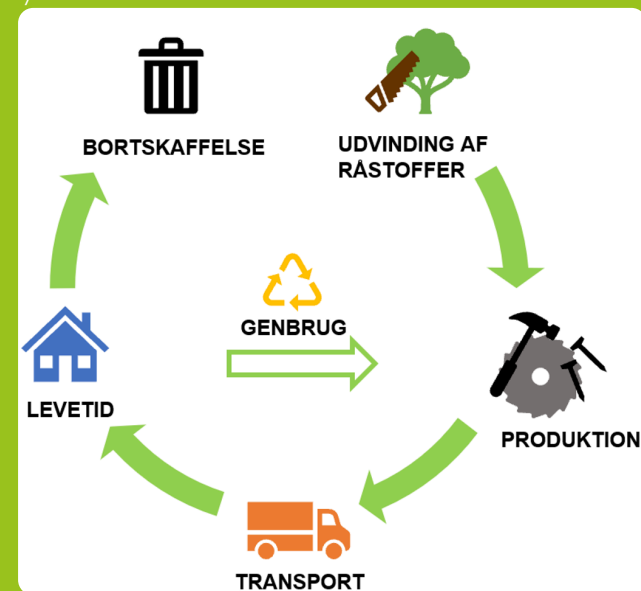 BORTSKAFFELSE
UDVINDING AF
RÅSTOFFER
GENBRUG
LEVETID
PRODUKTION
TRANSPORT